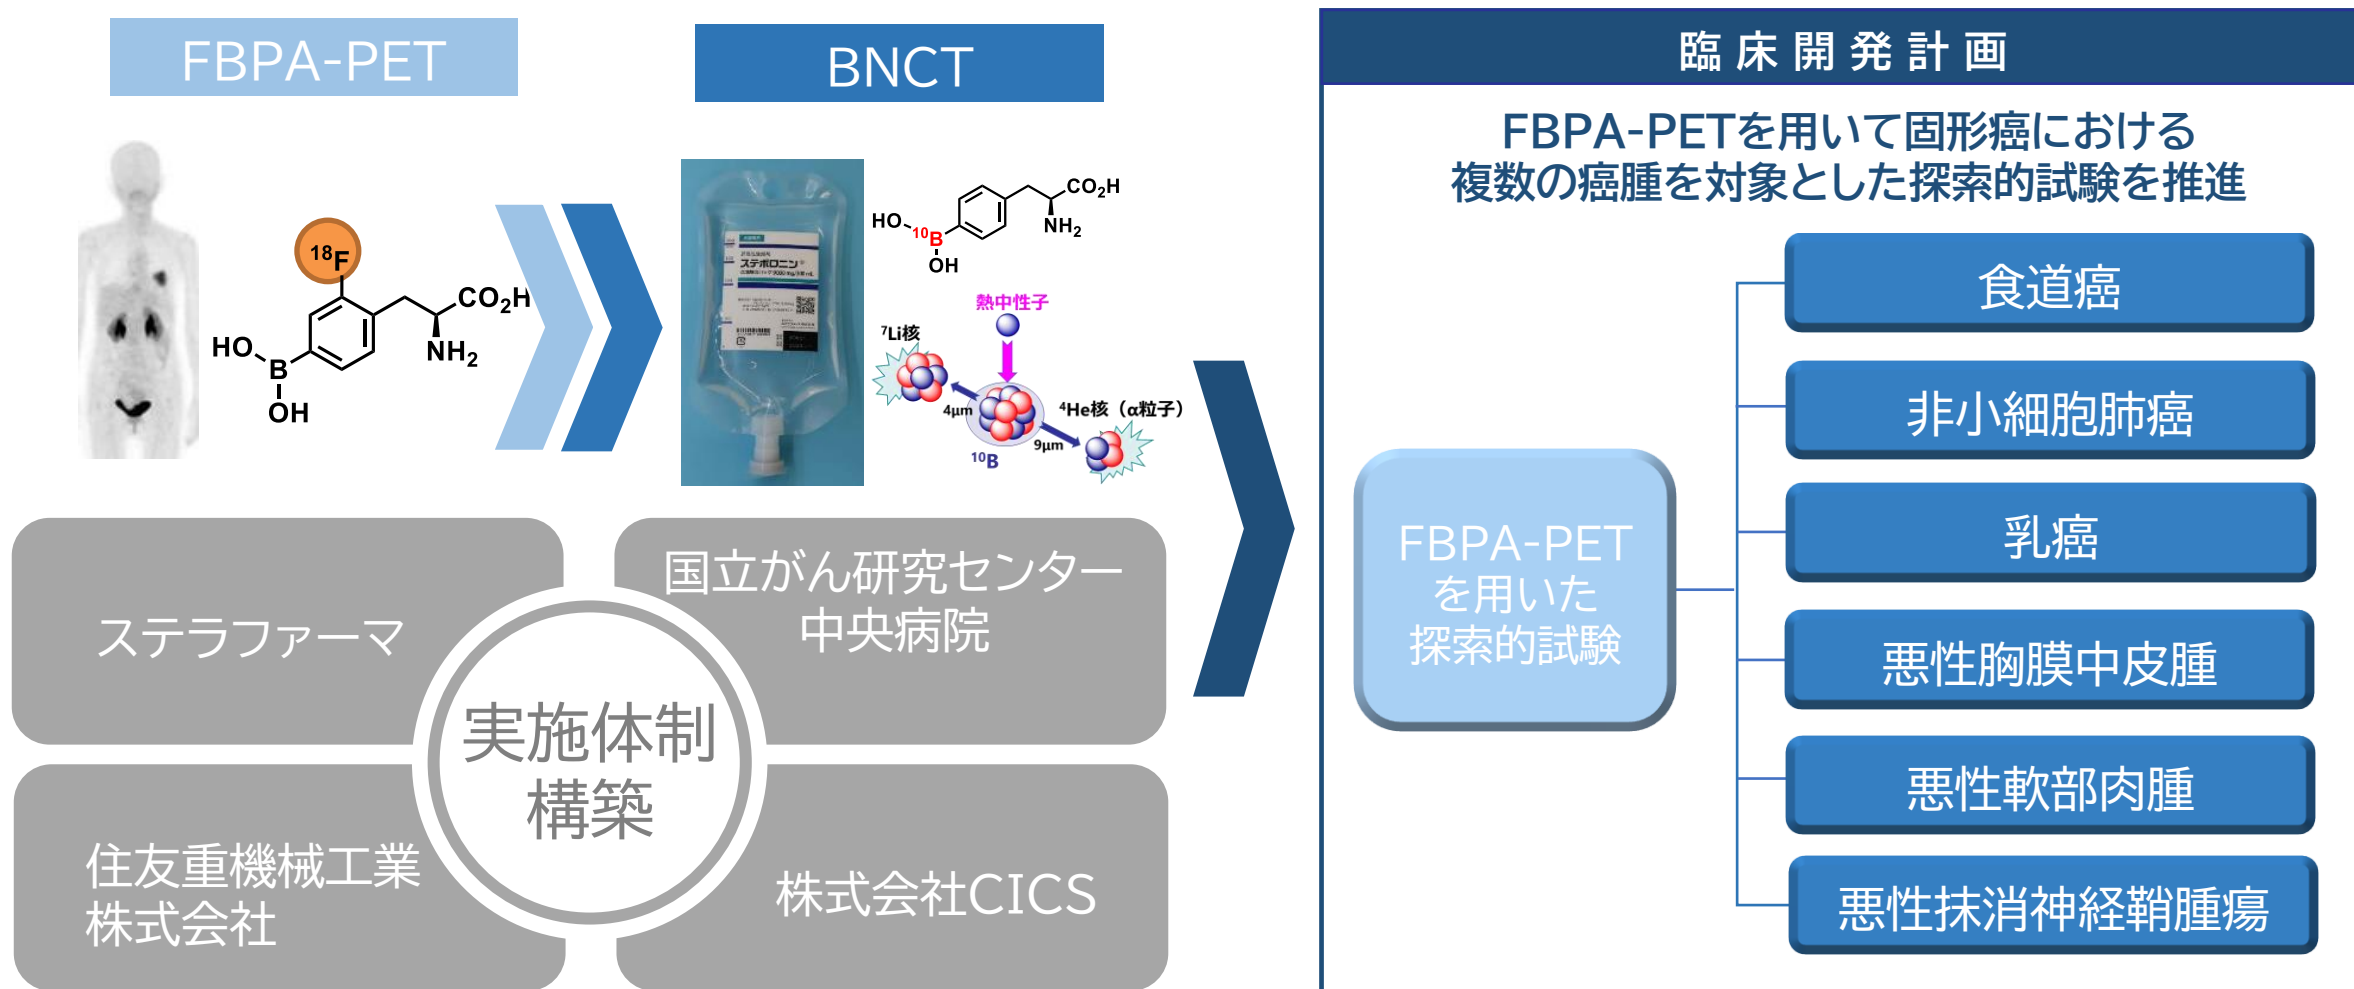 FBPA-PET
18F
CO2H
NH2
HO
B
OH
BNCT
ステボロニン
CO2H
NH2
HO
10B
OH
熱中性子
7Li核
4μm
4He核（α粒子）
9μm
10B
ステラファーマ
国立がん研究センター
中央病院
実施体制
構築
住友重機械工業
株式会社
株式会社CICS
臨床開発計画
FBPA-PETを用いて固形癌における
複数の癌腫を対象とした探索的試験を推進
FBPA-PET
を用いた
探索的試験
食道癌
非小細胞肺癌
乳癌
悪性胸膜中皮腫
悪性軟部肉腫
悪性抹消神経鞘腫瘍